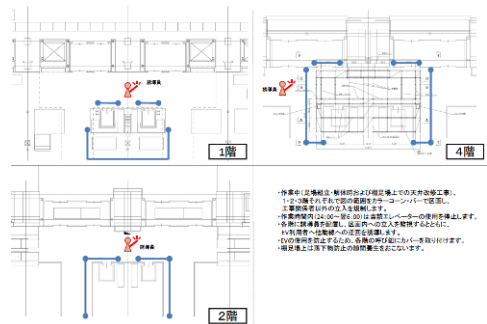 誘導員
1階
誘導員
4階
誘導員
2階
・作業中(足場組立・解体時および棚足場上での天井改修工事)、
1・2・3階それぞれで図の範囲をカラーコーン・バーで区画し、
工事関係者以外の立入を規制します。
・作業時間内(24:00〜翌6:00)は当該エレベーターの使用を停止します。
・各階に誘導員を配置し、区画内への立入を監視するとともに、
EV利用者へ他動線への迂回を誘導します。
・EVの使用を防止するため、各階の呼び釦にカバーを取り付けます。
・棚足場上は落下物防止の隙間養生をおこないます。